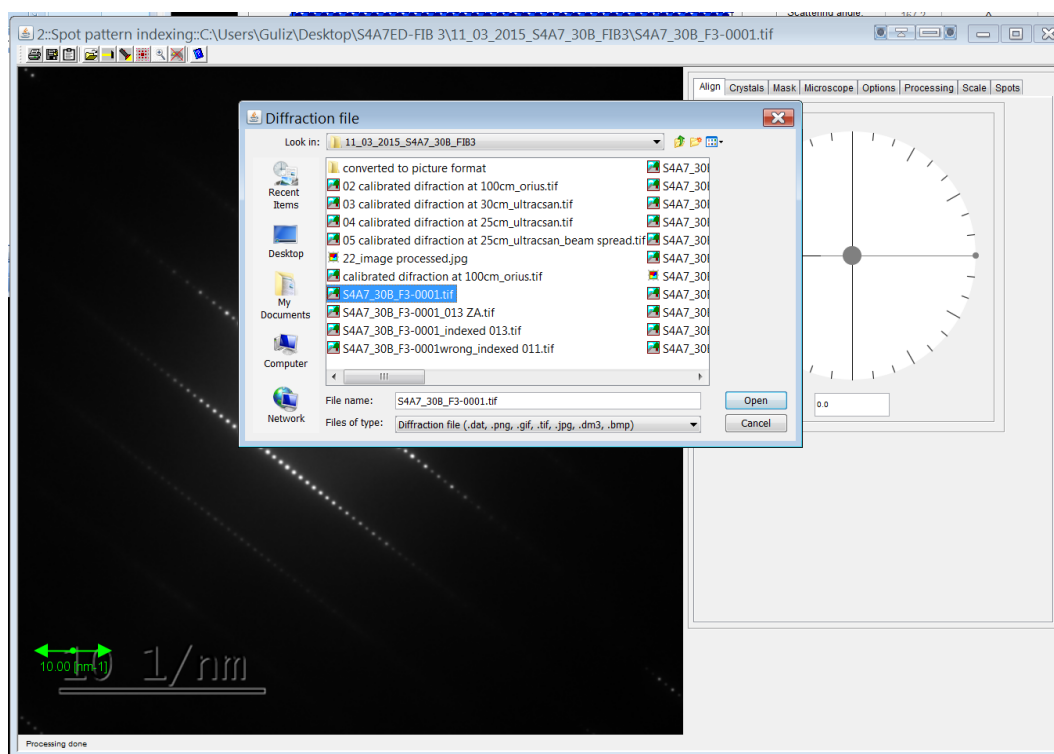 Scattering angle: 167.2
2::Spot pattern indexing::C:\Users\Guliz\Desktop\S4A7ED-FIB 3\11_03_2015_S4A7_30B_FIB3\S4A7_30B_F3-0001.tif
Align Crystals Mask Microscope Options Processing Scale Spots
Diffraction file
Look in: 11_03_2015_S4A7_30B_FIB3
Recent Items
Desktop
My Documents
Computer
Network
converted to picture format
02 calibrated difraction at 100cm_orius.tif
03 calibrated difraction at 30cm_ultracsan.tif
04 calibrated difraction at 25cm_ultracsan.tif
05 calibrated difraction at 25cm_ultracsan_beam spread.tif
22_image processed.jpg
calibrated difraction at 100cm_orius.tif
S4A7_30B_F3-0001.tif
S4A7_30B_F3-0001_013 ZA.tif
S4A7_30B_F3-0001_indexed 013.tif
S4A7_30B_F3-0001wrong_indexed 011.tif
File name: S4A7_30B_F3-0001.tif
Open
Files of type: Diffraction file (.dat, .png, .gif, .tif, .jpg, .dm3, .bmp)
Cancel
0.0
10.00 [nm-1]
10 1/nm
Processing done